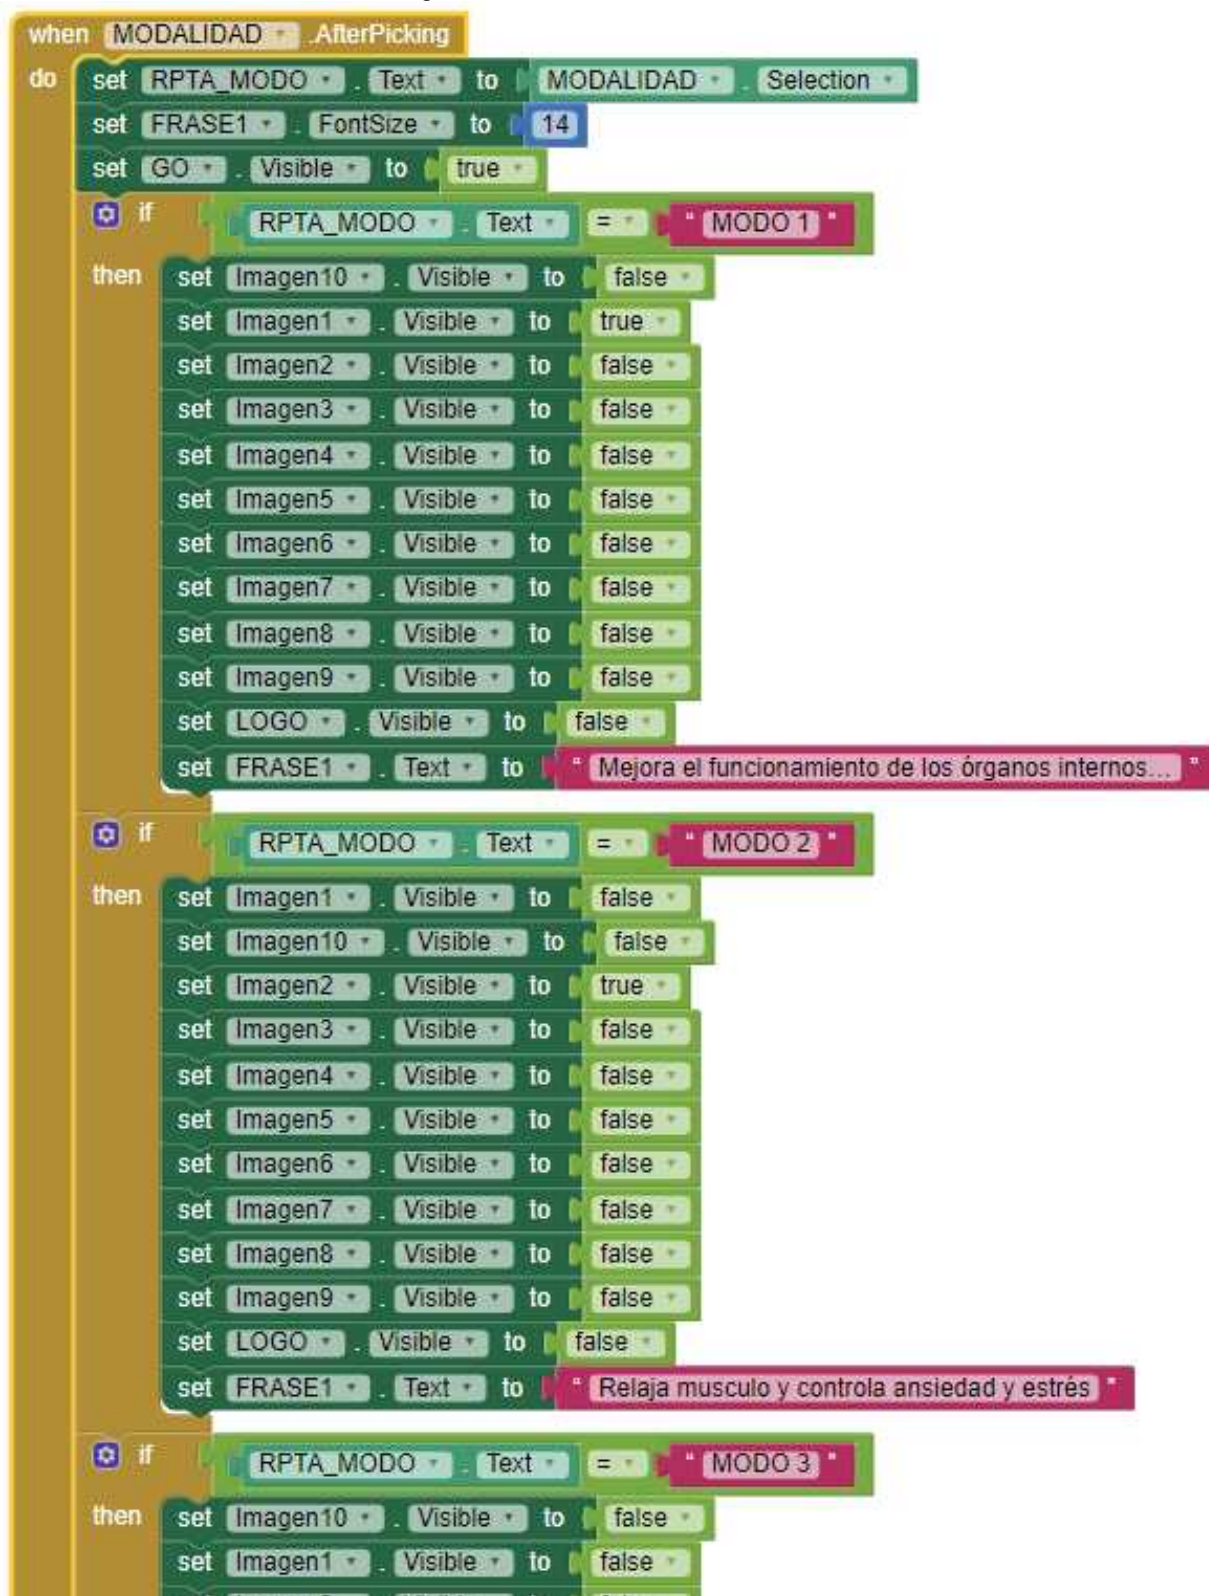 when MODALIDAD .AfterPicking
do set RPTA_MODO . Text to MODALIDAD . Selection
set FRASE1 . FontSize to 14
set GO . Visible to true
if RPTA_MODO . Text = " MODO 1 "
then set Imagen10 . Visible to false
set Imagen1 . Visible to true
set Imagen2 . Visible to false
set Imagen3 . Visible to false
set Imagen4 . Visible to false
set Imagen5 . Visible to false
set Imagen6 . Visible to false
set Imagen7 . Visible to false
set Imagen8 . Visible to false
set Imagen9 . Visible to false
set LOGO . Visible to false
set FRASE1 . Text to " Mejora el funcionamiento de los órganos internos... "
if RPTA_MODO . Text = " MODO 2 "
then set Imagen1 . Visible to false
set Imagen10 . Visible to false
set Imagen2 . Visible to true
set Imagen3 . Visible to false
set Imagen4 . Visible to false
set Imagen5 . Visible to false
set Imagen6 . Visible to false
set Imagen7 . Visible to false
set Imagen8 . Visible to false
set Imagen9 . Visible to false
set LOGO . Visible to false
set FRASE1 . Text to " Relaja musculo y controla ansiedad y estrés "
if RPTA_MODO . Text = " MODO 3 "
then set Imagen10 . Visible to false
set Imagen1 . Visible to false